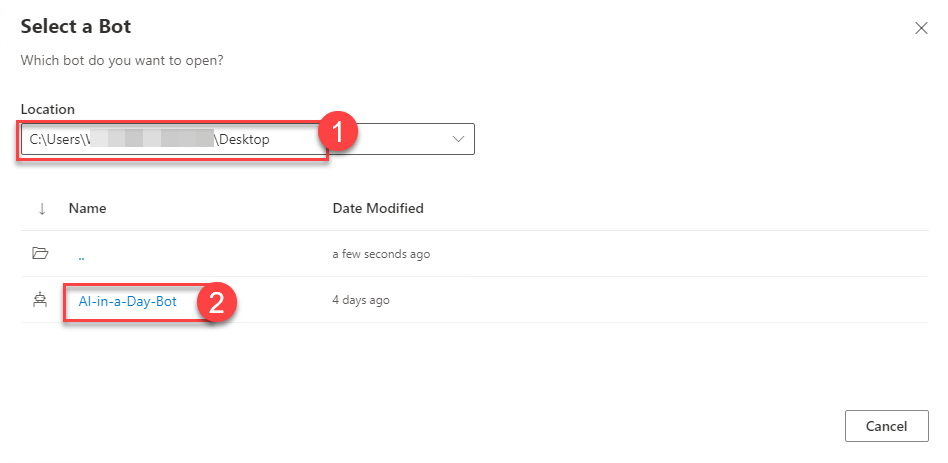 Select a Bot
Which bot do you want to open?
Location
C:\Users\ \Desktop
1
Name Date Modified
.. a few seconds ago
AI-in-a-Day-Bot 2 4 days ago
Cancel